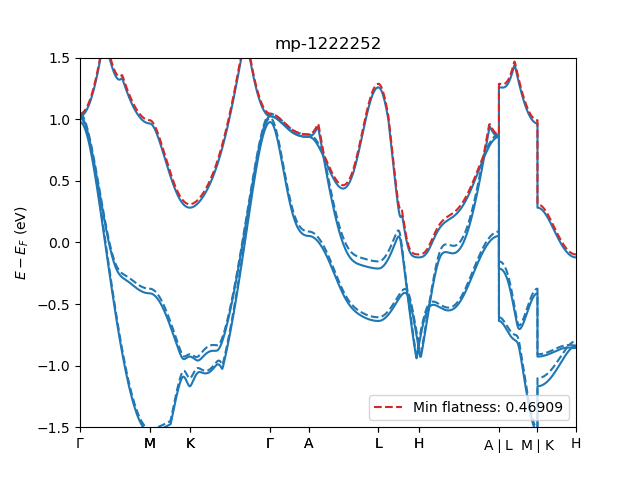 mp-1222252
1.5
1.0
0.5
0.0
−0.5
−1.0
−1.5
E − E_F (eV)
Min flatness: 0.46909
Γ M K Γ A L H A | L M | K H